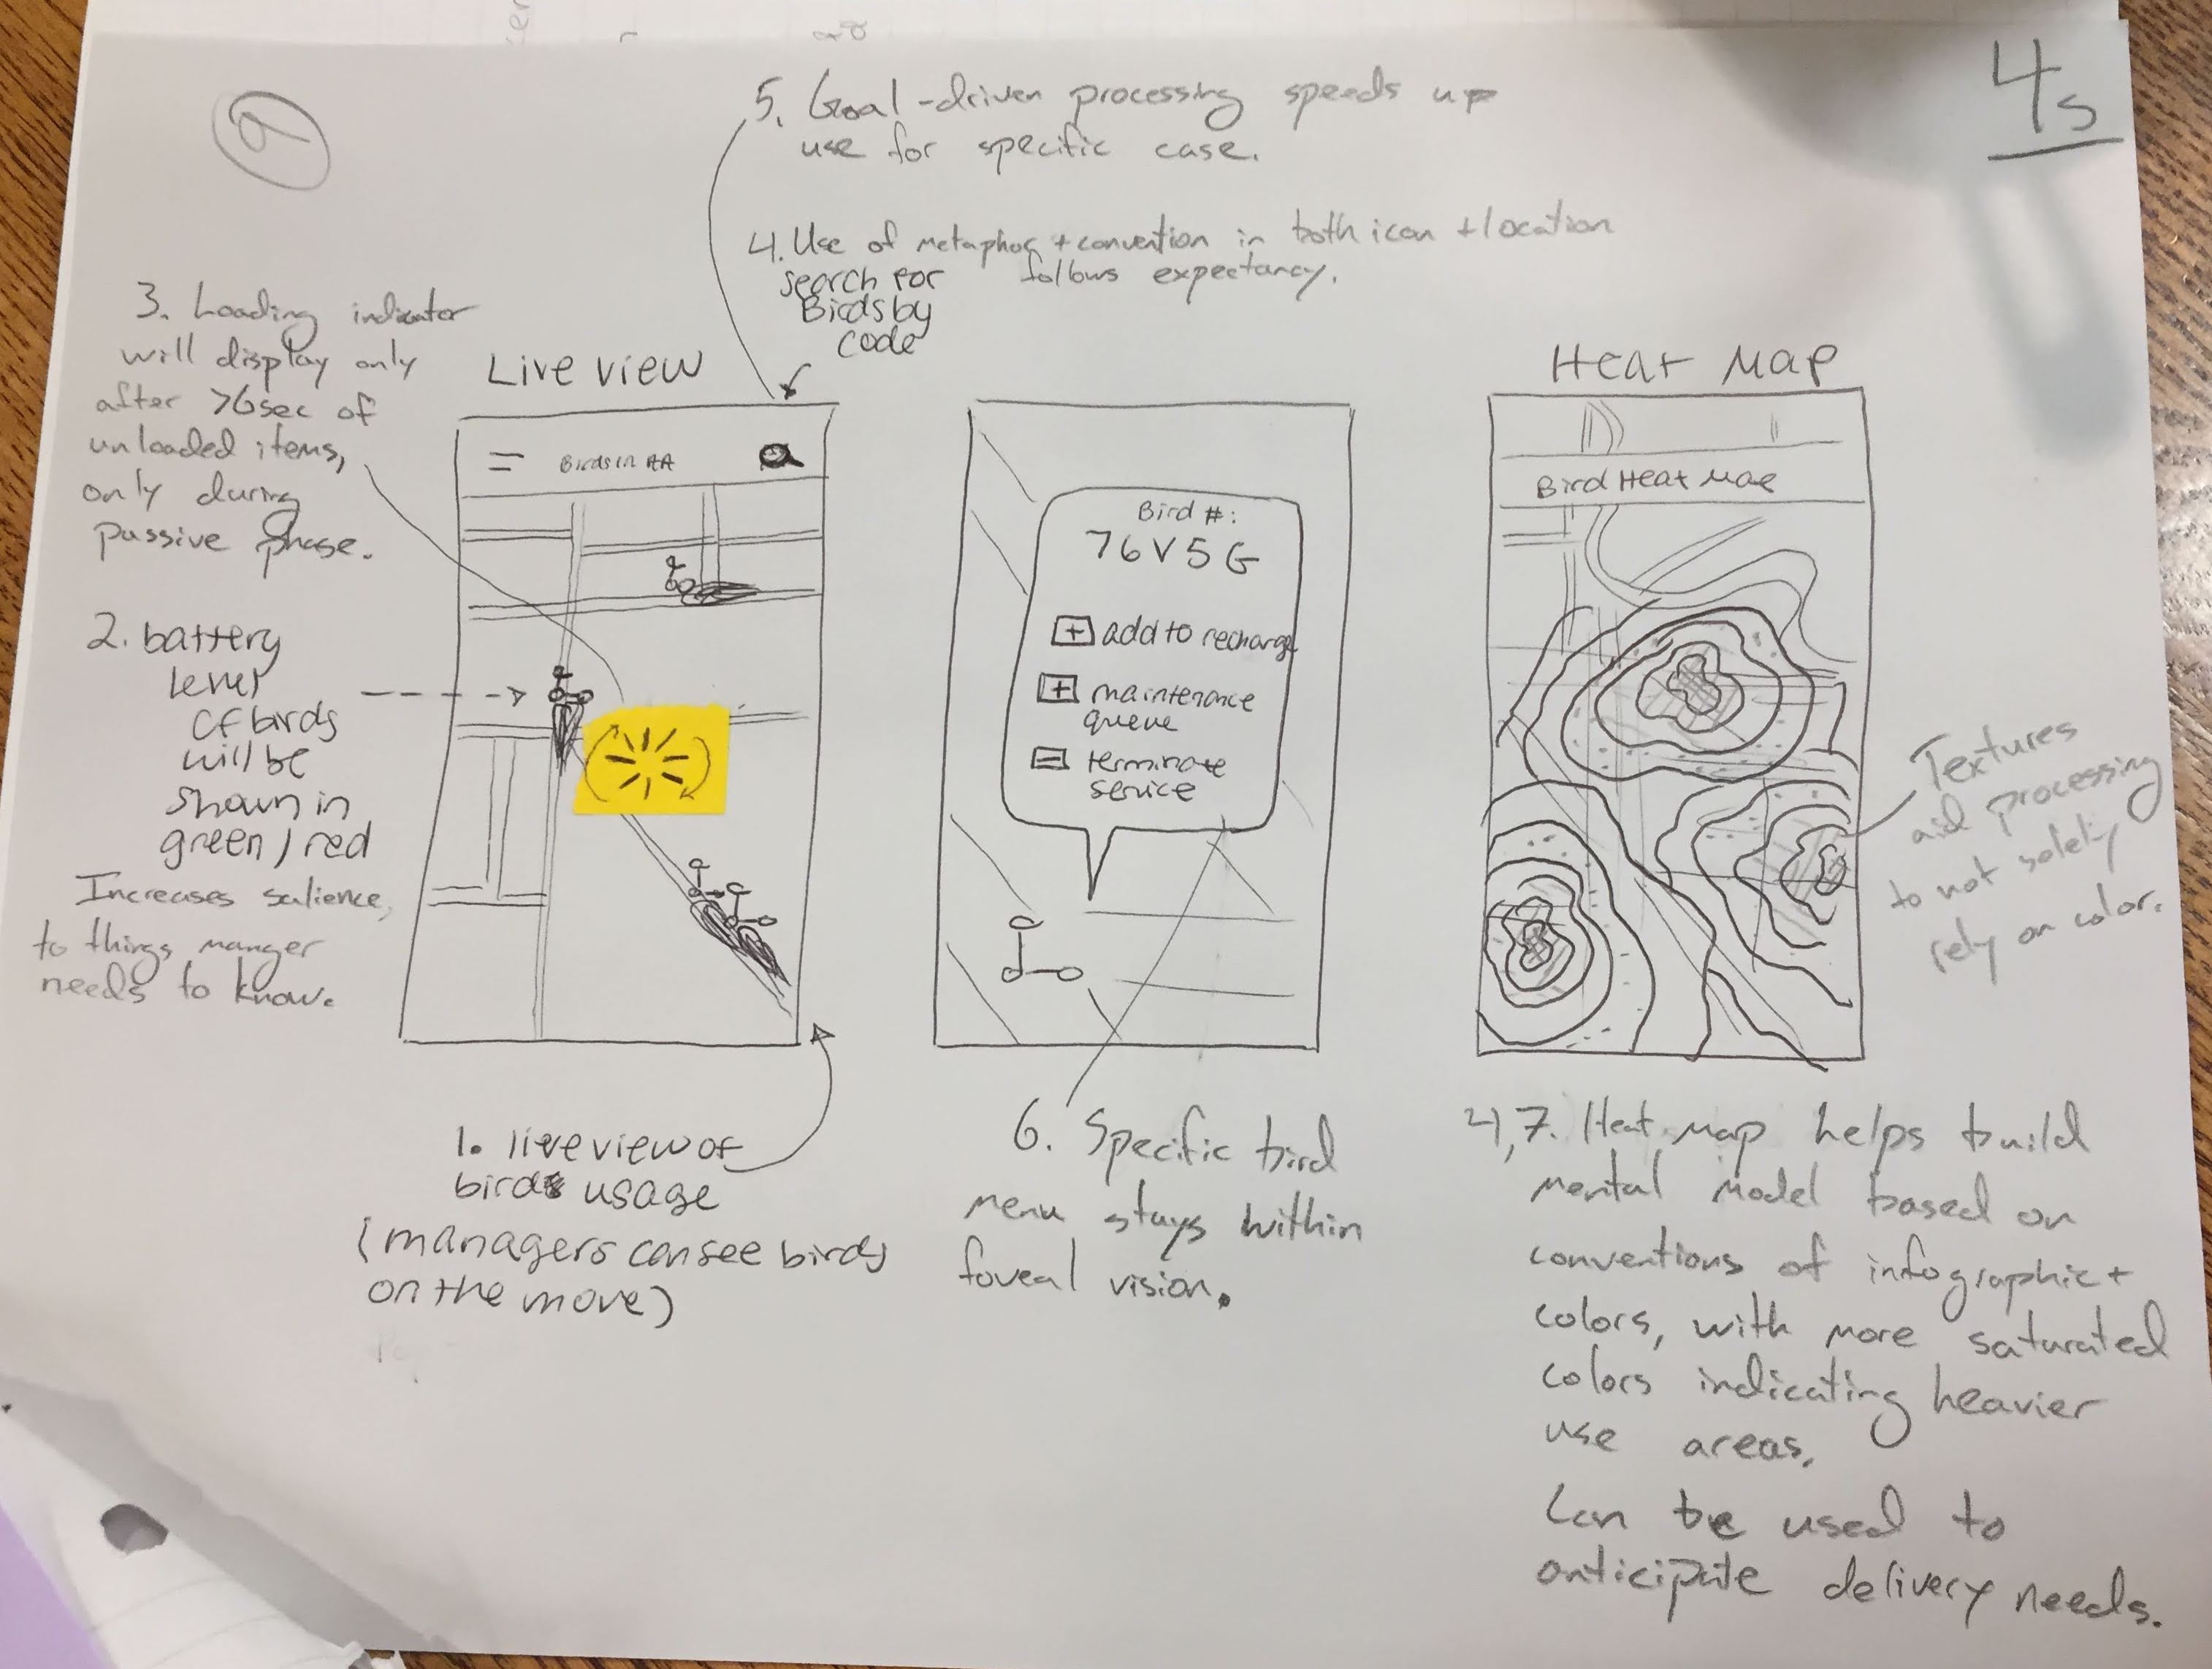 4s
5. Goal-driven processing speeds up
use for specific case.
4. Use of metaphor + convention in both icon + location
follows expectancy.
search for
Birds by
code
3. Loading indicator
will display only
after >6sec of
unloaded items,
only during
passive phase.
2. battery
level
of birds
will be
shown in
green/red
Increases salience,
to things manger
needs to know.
Live view
Birds in AA
1. live view of
birds usage
(managers can see birds
on the move)
Bird #:
76V5G
+ add to recharge
+ maintenance
queue
- terminate
service
6. Specific bird
menu stays within
foveal vision.
Heat Map
Bird Heat Map
Textures
aid processing
to not solely
rely on color.
4,7. Heat map helps build
mental model based on
conventions of infographic +
colors, with more saturated
colors indicating heavier
use areas.
Can be used to
anticipate delivery needs.